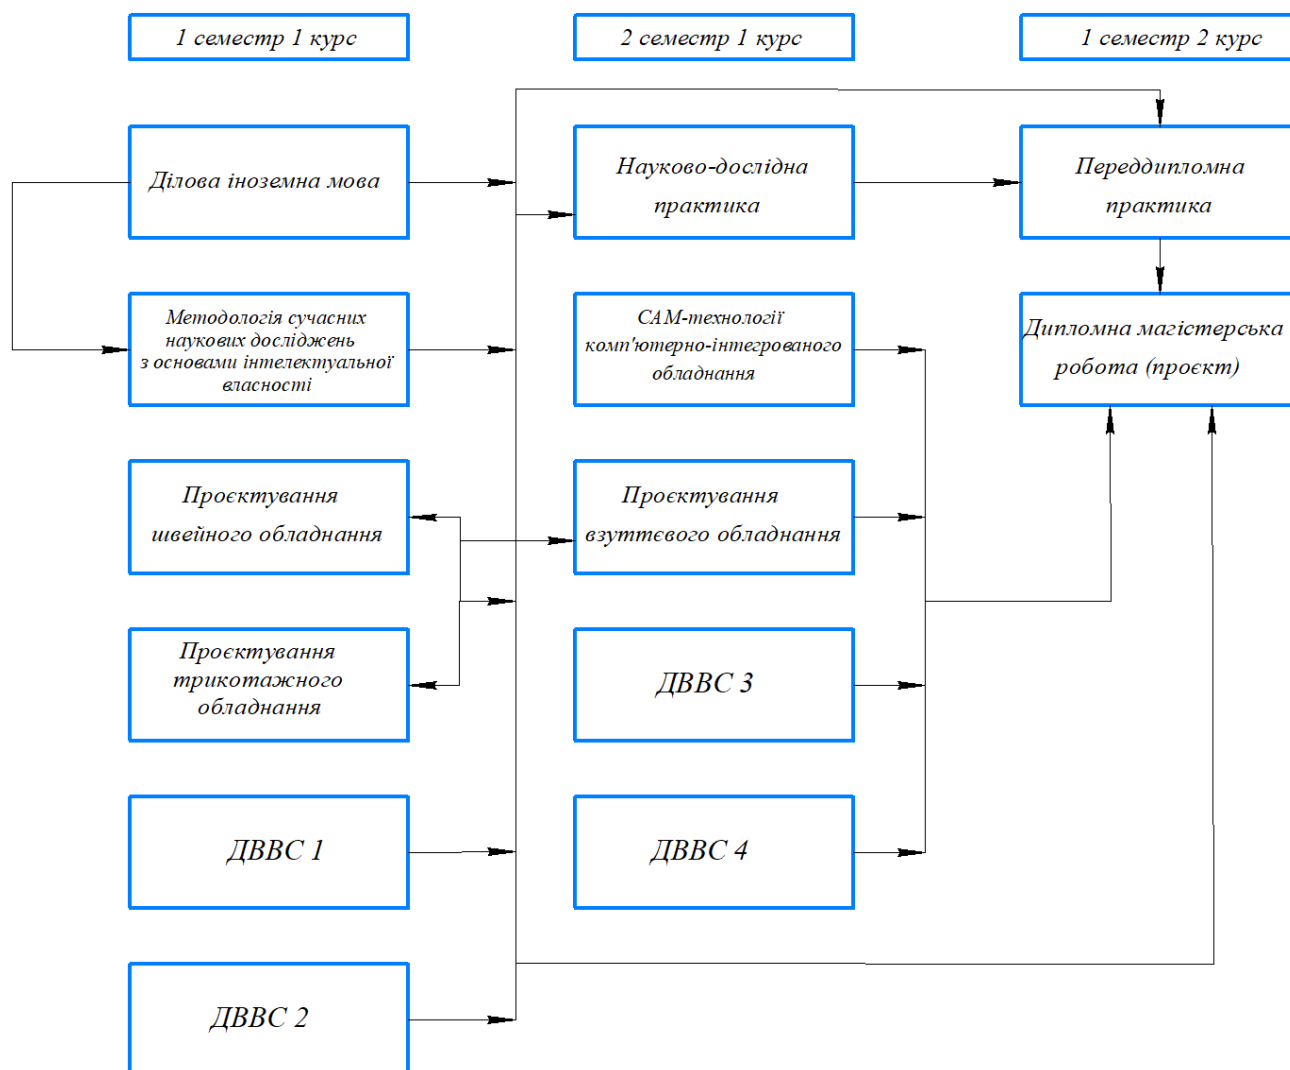 1 семестр 1 курс
2 семестр 1 курс
1 семестр 2 курс
Ділова іноземна мова
Науково-дослідна
практика
Переддипломна
практика
Методологія сучасних
наукових досліджень
з основами інтелектуальної
власності
САМ-технології
комп'ютерно-інтегрованого
обладнання
Дипломна магістерська
робота (проєкт)
Проєктування
швейного обладнання
Проєктування
взуттєвого обладнання
Проєктування
трикотажного
обладнання
ДВВС 3
ДВВС 1
ДВВС 4
ДВВС 2